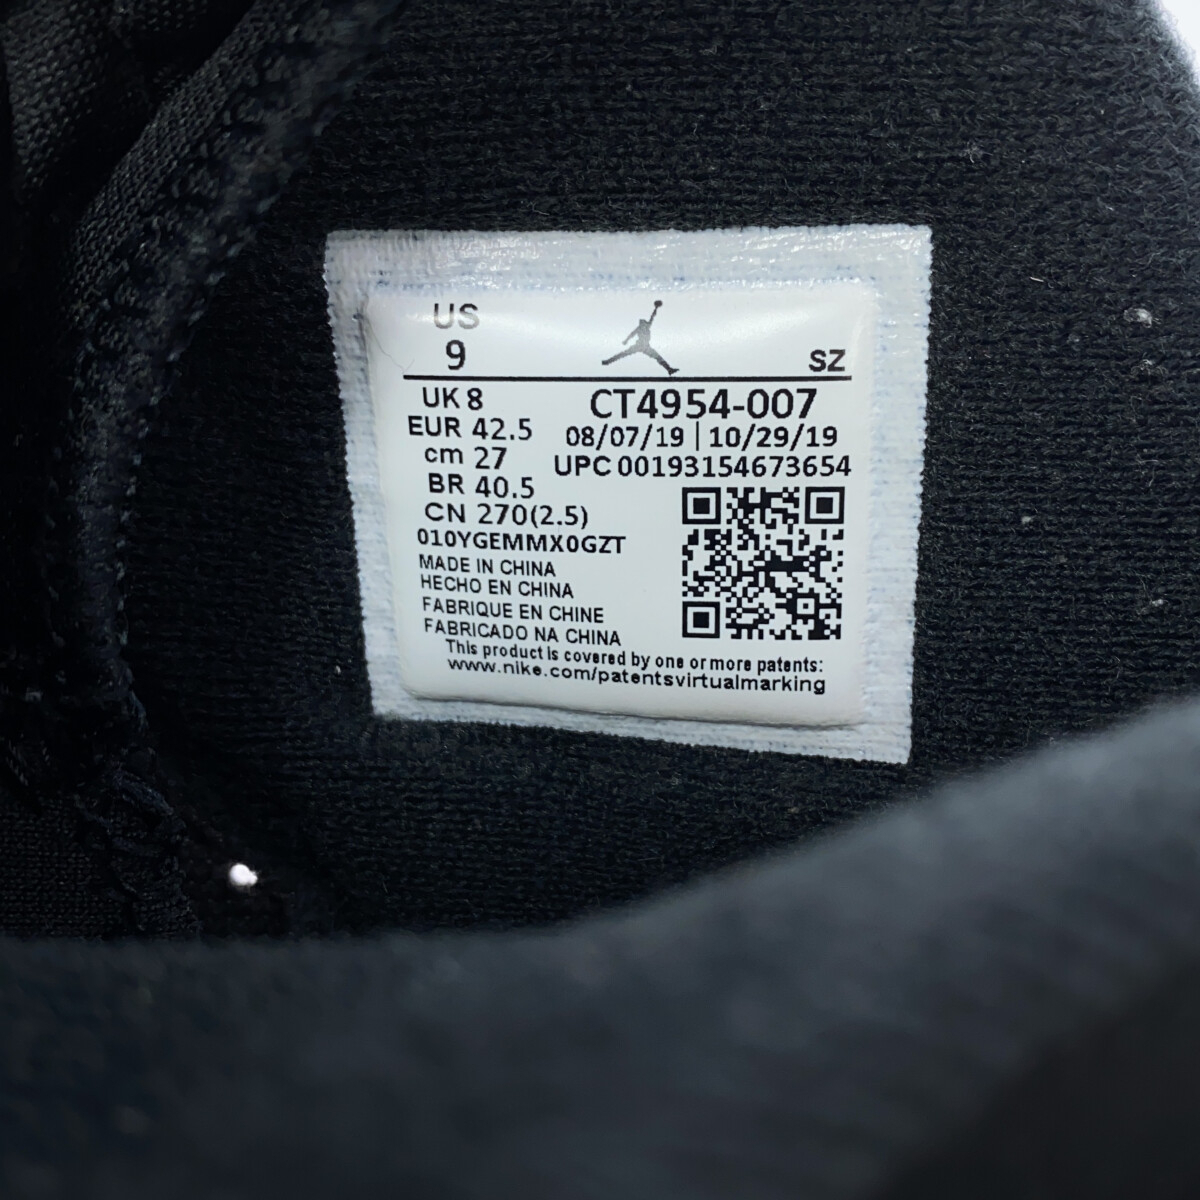 US
9
SZ
UK 8
CT4954-007
EUR 42.5
08/07/19 | 10/29/19
cm 27
UPC 00193154673654
BR 40.5
CN 270(2.5)
010YGEMMX0GZT
MADE IN CHINA
HECHO EN CHINA
FABRIQUE EN CHINE
FABRICADO NA CHINA
This product is covered by one or more patents:
www.nike.com/patentsvirtualmarking